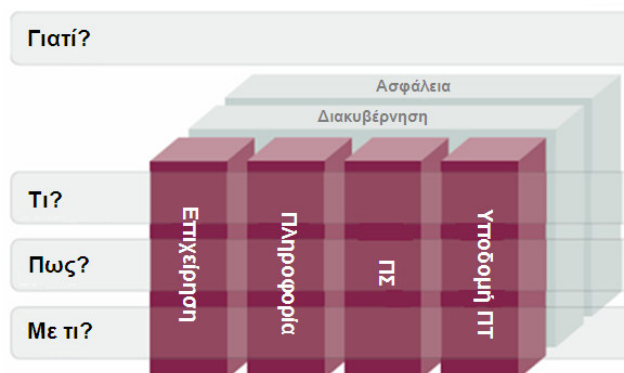 Γιατί?
Ασφάλεια
Διακυβέρνηση
Τι?
Πως?
Με τι?
Επιχείρηση
Πληροφορία
ΠΣ
Υποδομή ΠΤ